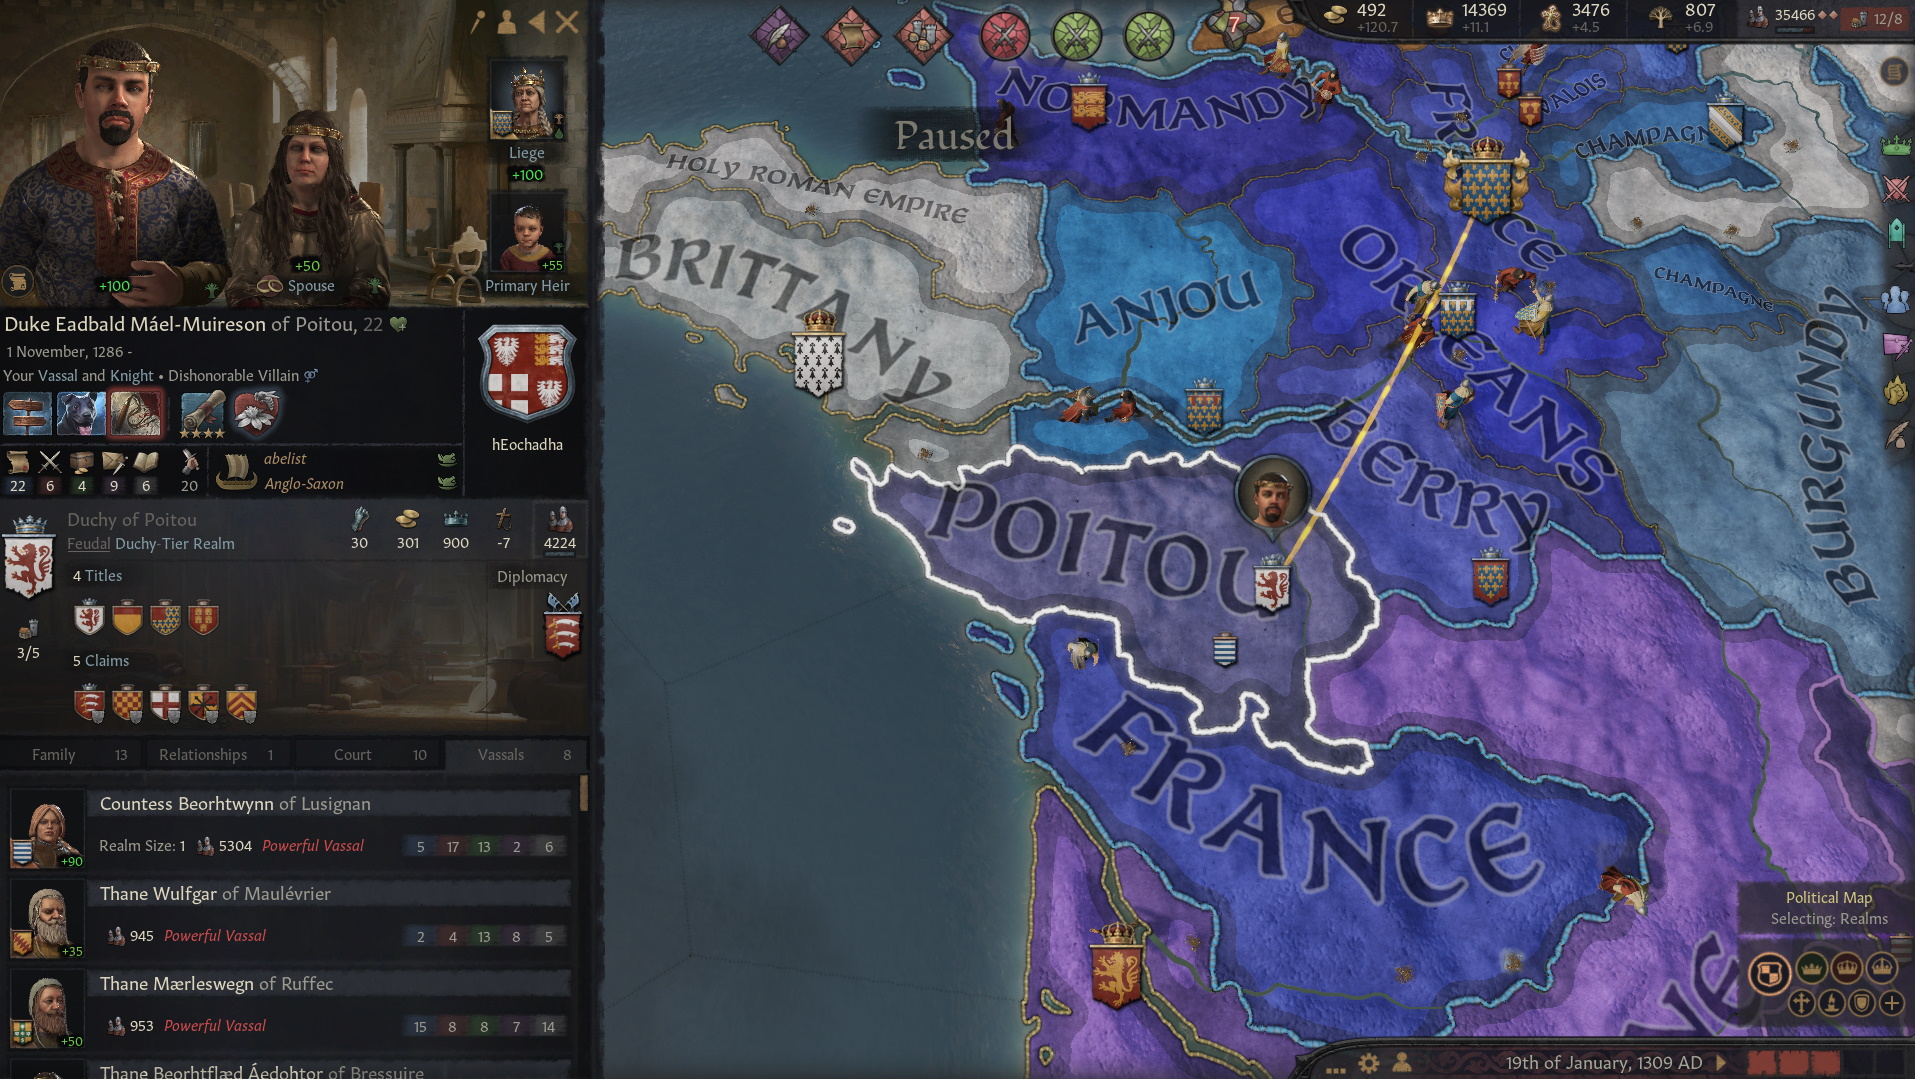 492
+120.7
14369
+11.1
3476
+4.5
807
+6.9
35466
12/8
7
Paused
Liege
+100
+55
Primary Heir
+100
+50
Spouse
Duke Eadbald Máel-Muireson of Poitou, 22
1 November, 1286 -
Your Vassal and Knight • Dishonorable Villain
hEochadha
22
6
4
9
6
20
abelist
Anglo-Saxon
Duchy of Poitou
Feudal Duchy-Tier Realm
30
301
900
-7
4224
4 Titles
Diplomacy
3/5
5 Claims
Family 13
Relationships 1
Court 10
Vassals 8
Countess Beorhtwynn of Lusignan
Realm Size: 1
5304
Powerful Vassal
5 17 13 2 6
+90
Thane Wulfgar of Maulévrier
945
Powerful Vassal
2 4 13 8 5
+35
Thane Mærleswegn of Ruffec
953
Powerful Vassal
15 8 8 7 14
+50
Thane Beorhtflæd Áedohtor of Bressuire
NORMANDY
HOLY ROMAN EMPIRE
BRITTANY
ANJOU
FRANCE
VALOIS
CHAMPAGNE
ORLEANS
CHAMPAGNE
BURGUNDY
BERRY
POITOU
FRANCE
Political Map
Selecting: Realms
19th of January, 1309 AD